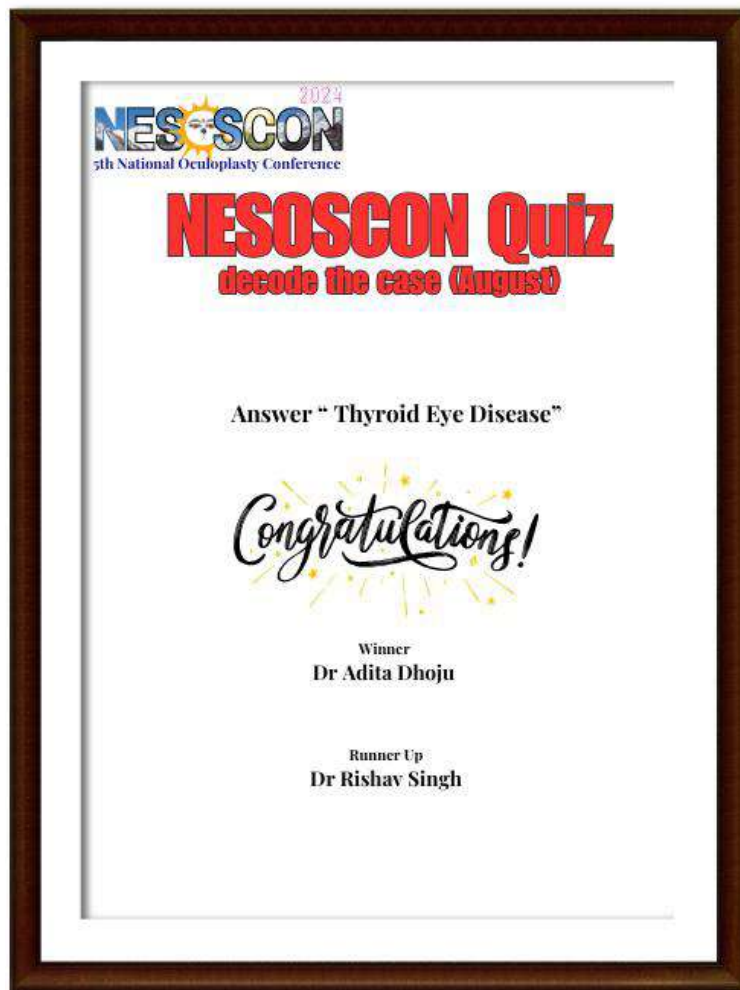 2024
NESOSCON
5th National Oculoplasty Conference
NESOSCON Quiz
decode the case (August)
Answer “ Thyroid Eye Disease”
Congratulations!
Winner
Dr Adita Dhoju
Runner Up
Dr Rishav Singh